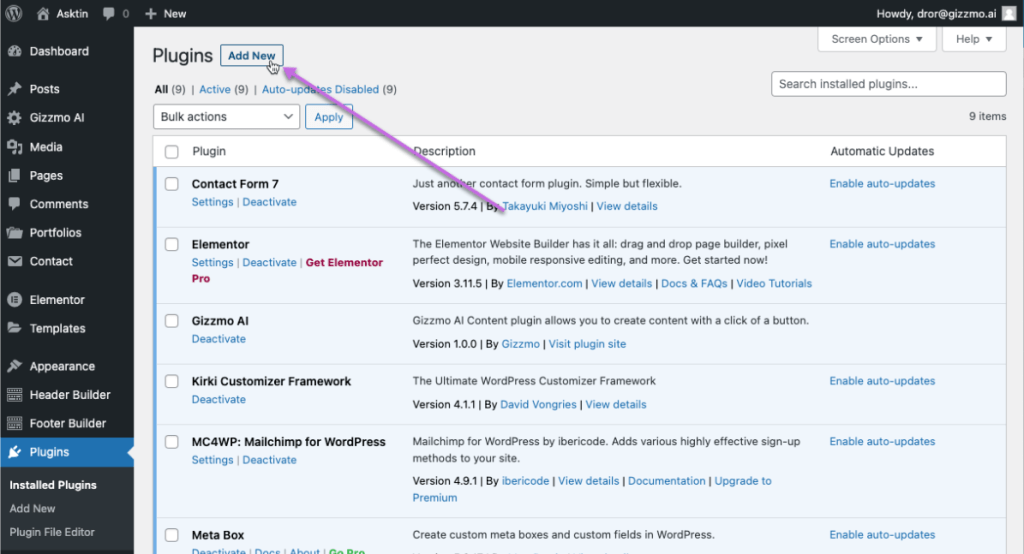 Asktin 0 + New Howdy, dror@gizzmo.ai
Screen Options Help
Dashboard
Posts
Gizzmo AI
Media
Pages
Comments
Portfolios
Contact
Elementor
Templates
Appearance
Header Builder
Footer Builder
Plugins
Installed Plugins
Add New
Plugin File Editor
Plugins Add New
All (9) | Active (9) | Auto-updates Disabled (9)
Search installed plugins...
Bulk actions Apply
9 items
Plugin Description Automatic Updates
Contact Form 7
Settings | Deactivate
Just another contact form plugin. Simple but flexible.
Version 5.7.4 | By Takayuki Miyoshi | View details
Enable auto-updates
Elementor
Settings | Deactivate | Get Elementor
Pro
The Elementor Website Builder has it all: drag and drop page builder, pixel
perfect design, mobile responsive editing, and more. Get started now!
Version 3.11.5 | By Elementor.com | View details | Docs & FAQs | Video Tutorials
Enable auto-updates
Gizzmo AI
Deactivate
Gizzmo AI Content plugin allows you to create content with a click of a button.
Version 1.0.0 | By Gizzmo | Visit plugin site
Kirki Customizer Framework
Deactivate
The Ultimate WordPress Customizer Framework
Version 4.1.1 | By David Vongries | View details
Enable auto-updates
MC4WP: Mailchimp for WordPress
Settings | Deactivate
Mailchimp for WordPress by ibericode. Adds various highly effective sign-up
methods to your site.
Version 4.9.1 | By ibericode | View details | Documentation | Upgrade to
Premium
Enable auto-updates
Meta Box
Deactivate | Docs | About | Go Pro
Create custom meta boxes and custom fields in WordPress.
Enable auto-updates